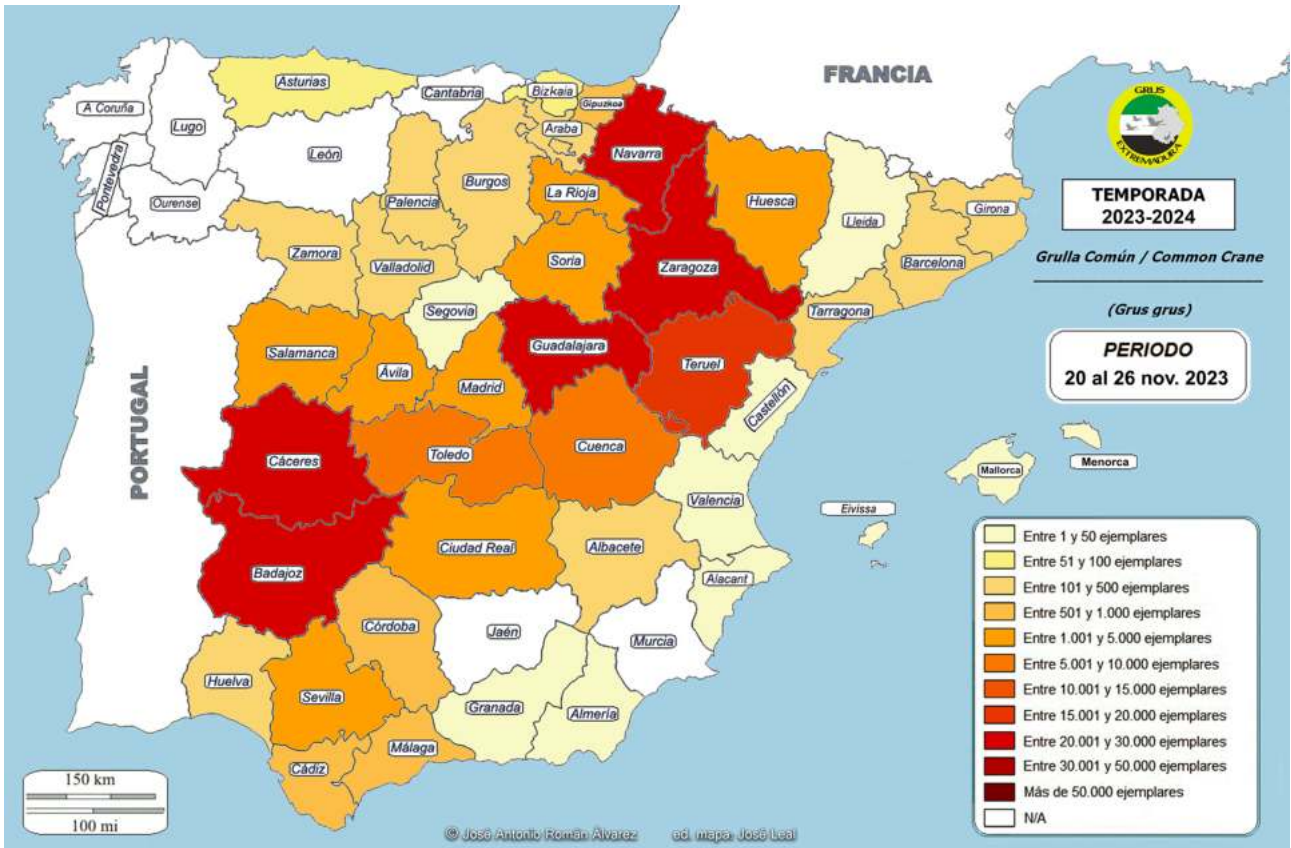 FRANCIA
GRUS
EXTREMADURA
TEMPORADA
2023-2024
Grulla Común / Common Crane
(Grus grus)
PERIODO
20 al 26 nov. 2023
A Coruña
Lugo
Pontevedra
Ourense
Asturias
Cantabria
Bizkaia
Gipuzkoa
Araba
León
Palencia
Burgos
Navarra
La Rioja
Huesca
Lleida
Girona
Barcelona
Zamora
Valladolid
Soria
Zaragoza
Tarragona
Segovia
Salamanca
Ávila
Madrid
Guadalajara
Teruel
Castellón
PORTUGAL
Cáceres
Toledo
Cuenca
Valencia
Mallorca
Menorca
Eivissa
Badajoz
Ciudad Real
Albacete
Alacant
Córdoba
Jaén
Murcia
Huelva
Sevilla
Granada
Almería
Málaga
Cádiz
Entre 1 y 50 ejemplares
Entre 51 y 100 ejemplares
Entre 101 y 500 ejemplares
Entre 501 y 1.000 ejemplares
Entre 1.001 y 5.000 ejemplares
Entre 5.001 y 10.000 ejemplares
Entre 10.001 y 15.000 ejemplares
Entre 15.001 y 20.000 ejemplares
Entre 20.001 y 30.000 ejemplares
Entre 30.001 y 50.000 ejemplares
Más de 50.000 ejemplares
N/A
150 km
100 mi
© José Antonio Román Álvarez ed. mapa: José Leal